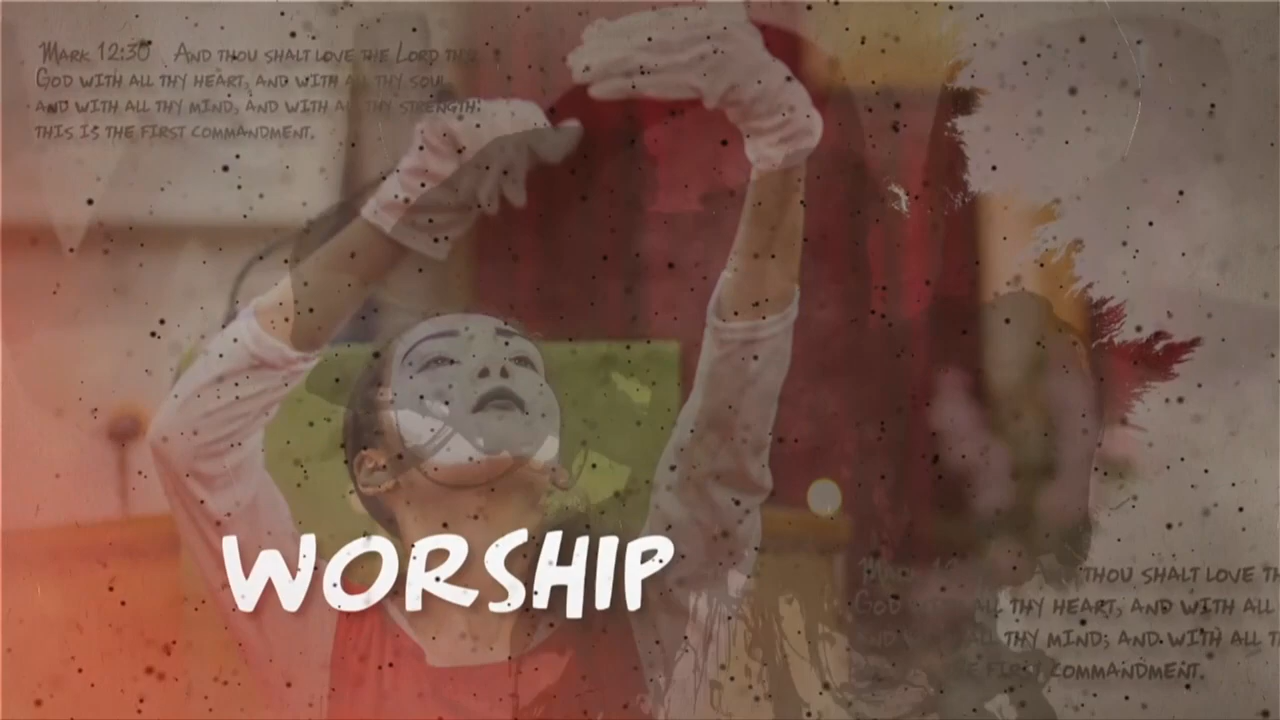 Mark 12:30 And thou shalt love the Lord thy
God with all thy heart, and with all thy soul,
and with all thy mind, and with all thy strength:
this is the first commandment.
WORSHIP
thou shalt love th
God all thy heart, and with all
and all thy mind; and with all t
the first commandment.